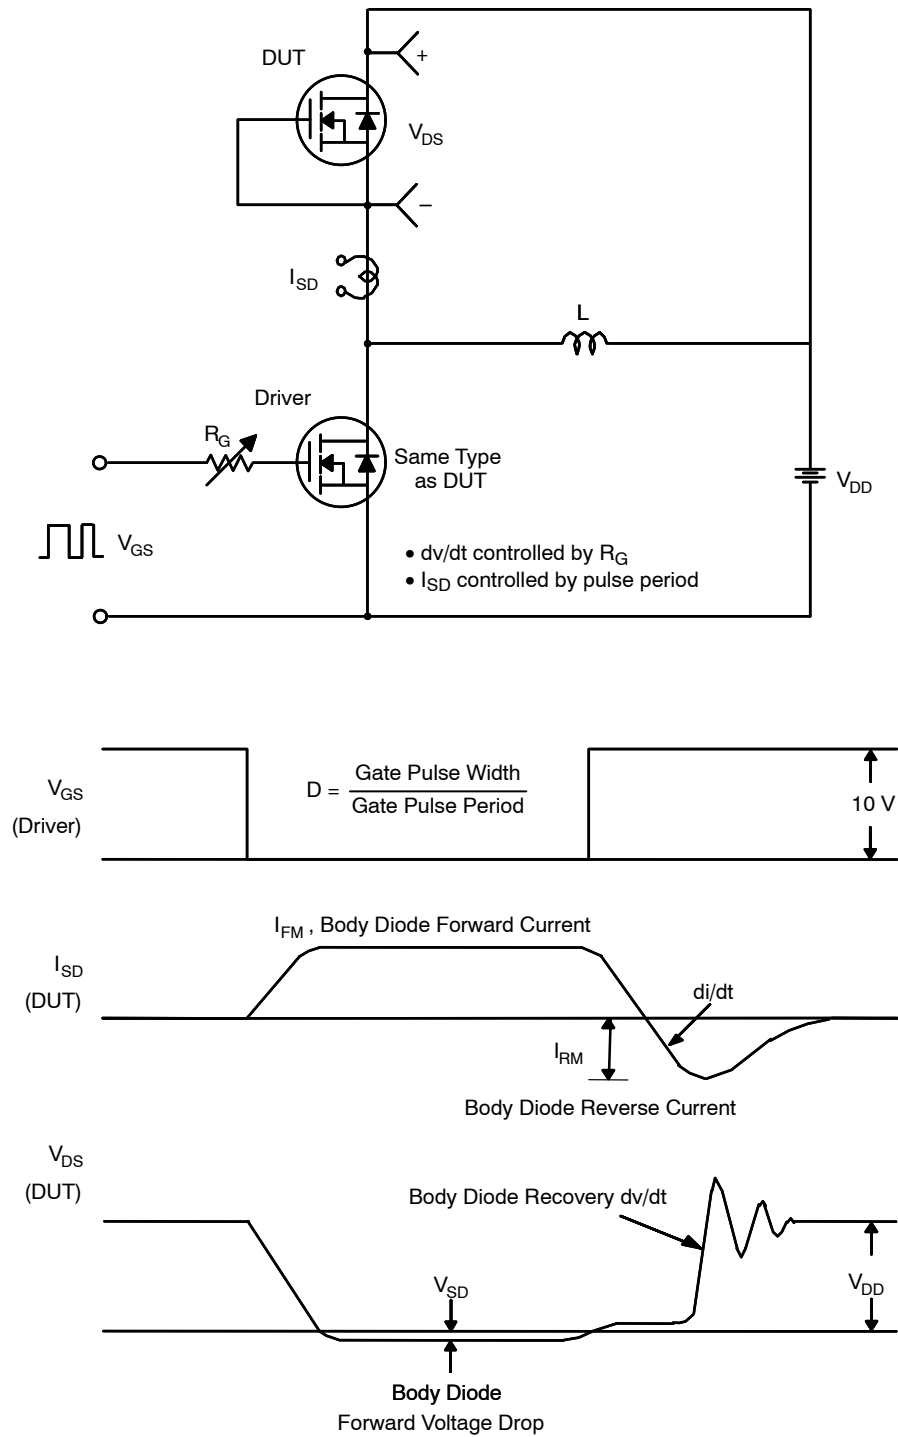 DUT
+
V_DS
–
I_SD
L
Driver
R_G
Same Type
as DUT
V_DD
V_GS
• dv/dt controlled by R_G
• I_SD controlled by pulse period
V_GS
(Driver)
D = Gate Pulse Width
Gate Pulse Period
10 V
I_FM , Body Diode Forward Current
I_SD
(DUT)
di/dt
I_RM
Body Diode Reverse Current
V_DS
(DUT)
Body Diode Recovery dv/dt
V_SD
V_DD
Body Diode
Forward Voltage Drop